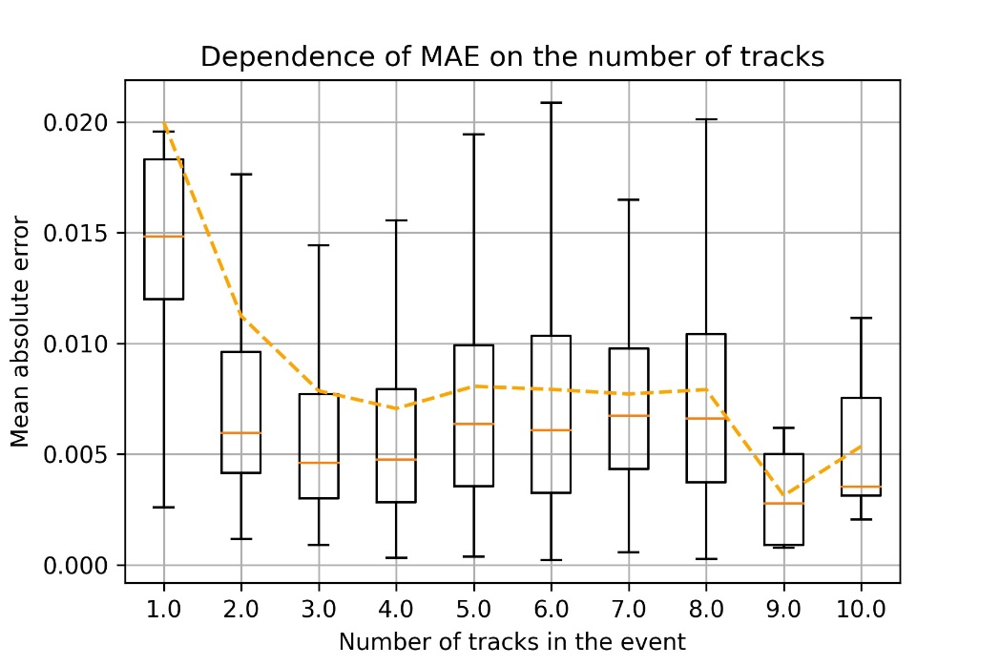 Dependence of MAE on the number of tracks
0.020
0.015
0.010
0.005
0.000
Mean absolute error
1.0 2.0 3.0 4.0 5.0 6.0 7.0 8.0 9.0 10.0
Number of tracks in the event